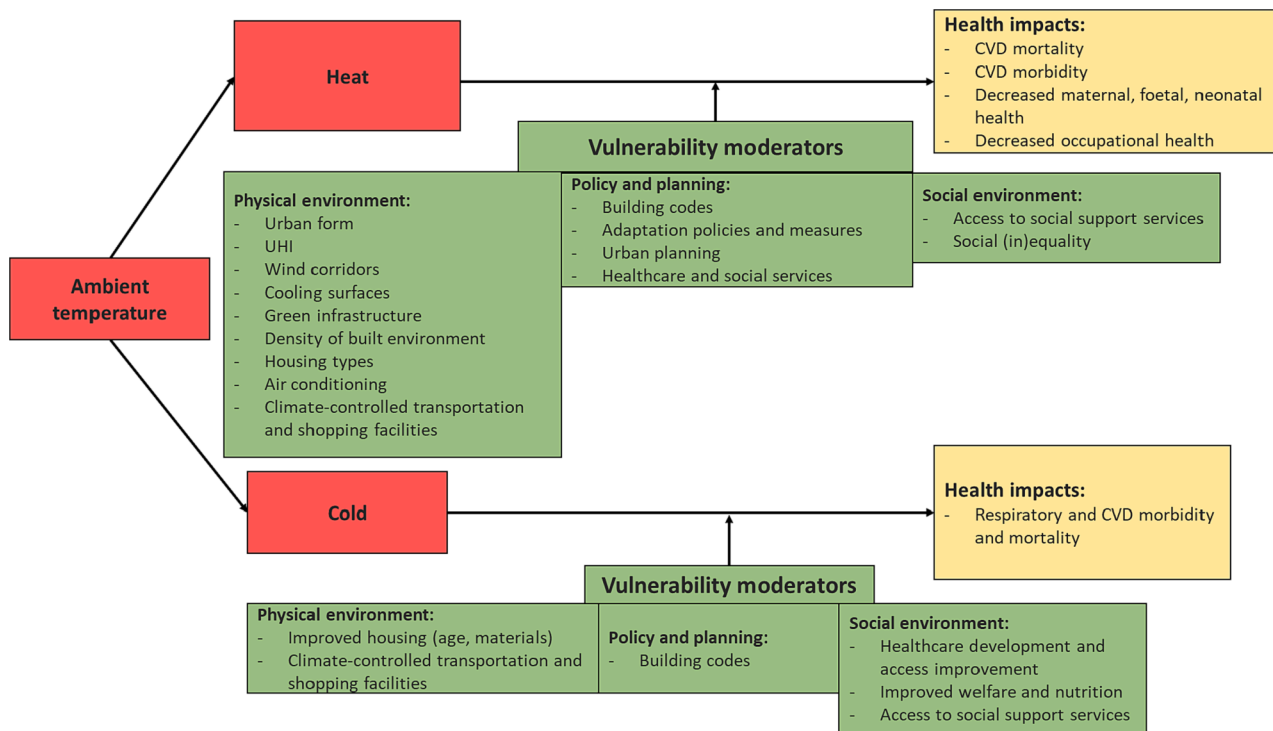 Heat
Health impacts:
- CVD mortality
- CVD morbidity
- Decreased maternal, foetal, neonatal
health
- Decreased occupational health
Vulnerability moderators
Physical environment:
- Urban form
- UHI
- Wind corridors
- Cooling surfaces
- Green infrastructure
- Density of built environment
- Housing types
- Air conditioning
- Climate-controlled transportation
and shopping facilities
Policy and planning:
- Building codes
- Adaptation policies and measures
- Urban planning
- Healthcare and social services
Social environment:
- Access to social support services
- Social (in)equality
Ambient
temperature
Cold
Health impacts:
- Respiratory and CVD morbidity
and mortality
Vulnerability moderators
Physical environment:
- Improved housing (age, materials)
- Climate-controlled transportation and
shopping facilities
Policy and planning:
- Building codes
Social environment:
- Healthcare development and
access improvement
- Improved welfare and nutrition
- Access to social support services